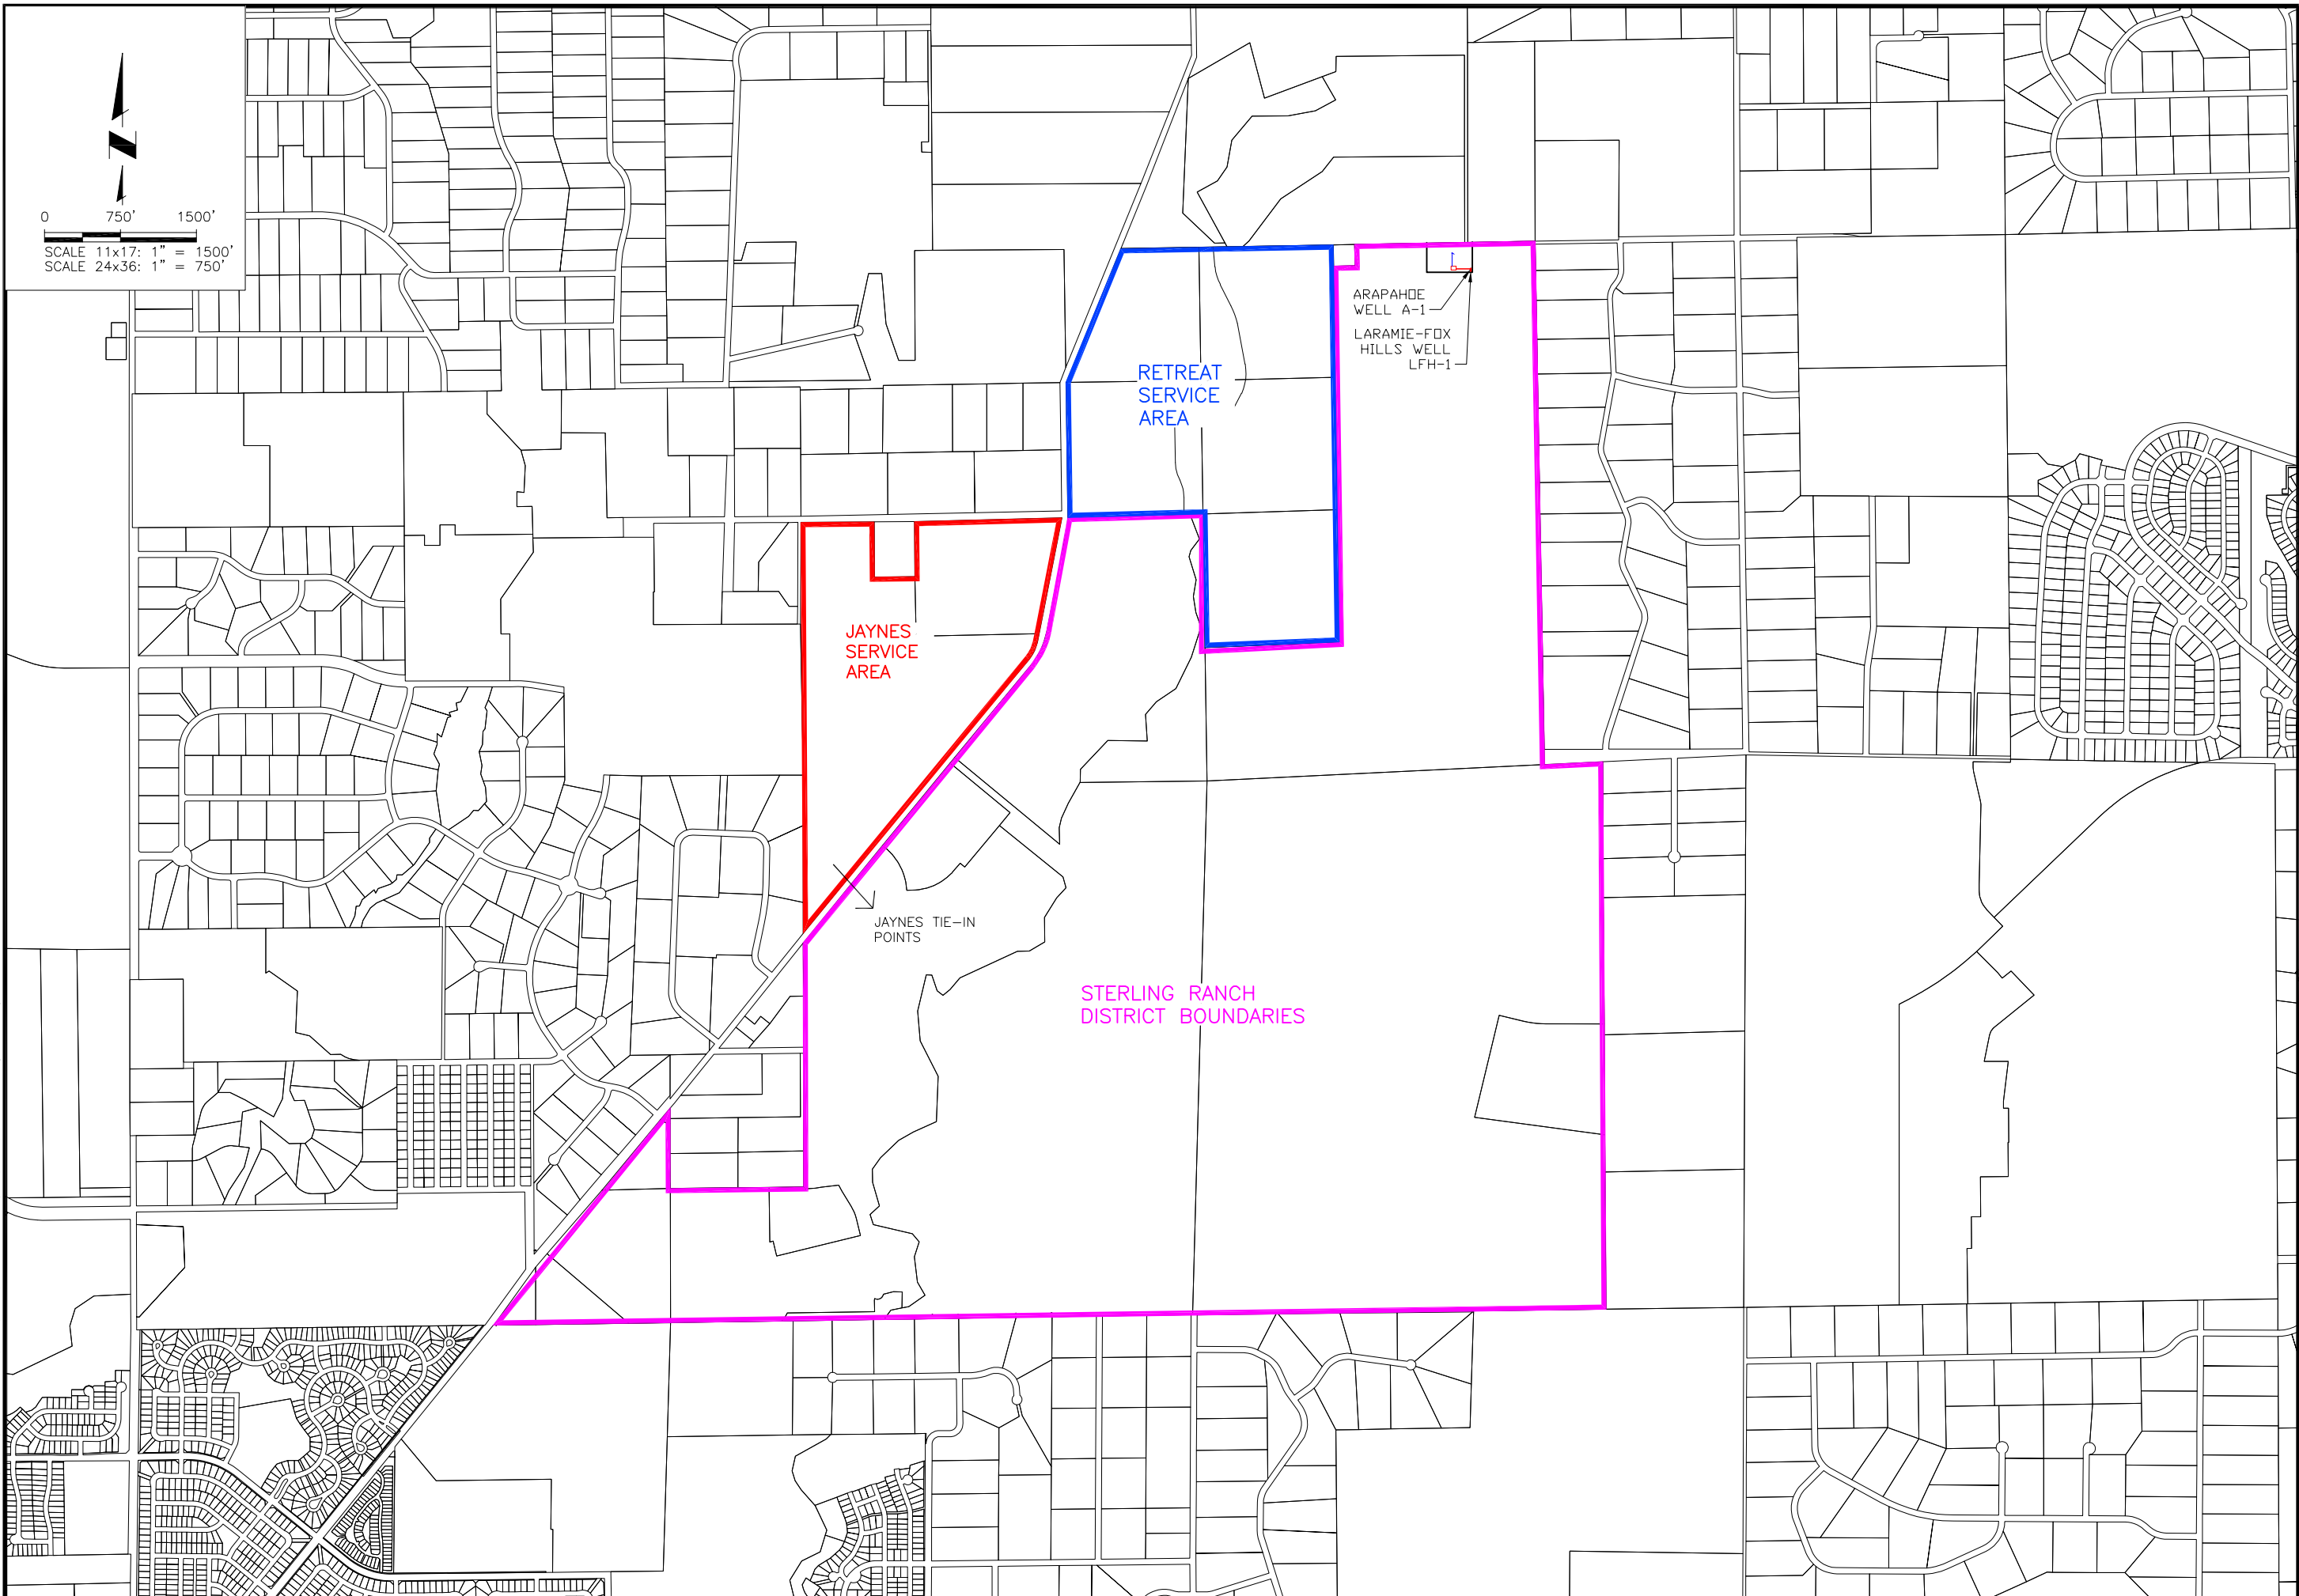 N
0 750' 1500'
SCALE 11x17: 1" = 1500'
SCALE 24x36: 1" = 750'
ARAPAHOE
WELL A-1
LARAMIE-FOX
HILLS WELL
LFH-1
RETREAT
SERVICE
AREA
JAYNES
SERVICE
AREA
JAYNES TIE-IN
POINTS
STERLING RANCH
DISTRICT BOUNDARIES